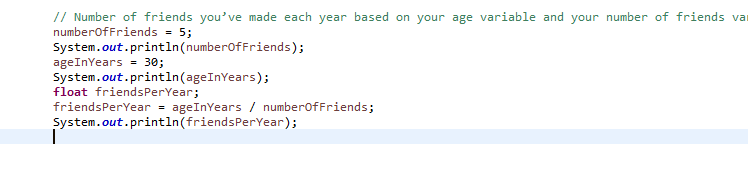 // Number of friends you’ve made each year based on your age variable and your number of friends
numberOfFriends = 5;
System.out.println(numberOfFriends);
ageInYears = 30;
System.out.println(ageInYears);
float friendsPerYear;
friendsPerYear = ageInYears / numberOfFriends;
System.out.println(friendsPerYear);